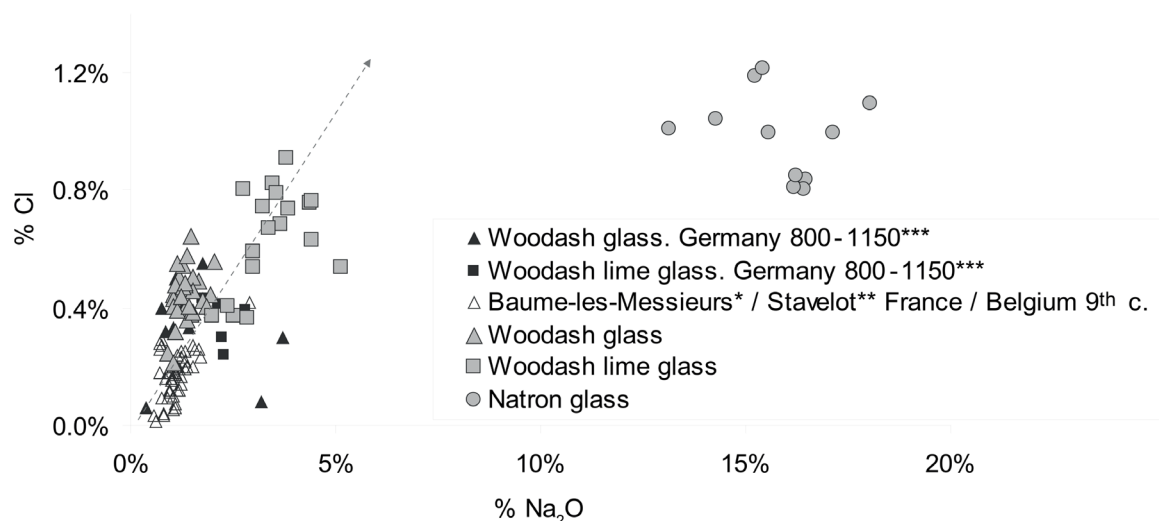 1.2%
0.8%
0.4%
0.0%
% Cl
Woodash glass. Germany 800-1150***
Woodash lime glass. Germany 800-1150***
Baume-les-Messieurs* / Stavelot** France / Belgium 9th c.
Woodash glass
Woodash lime glass
Natron glass
0% 5% 10% 15% 20%
% Na₂O